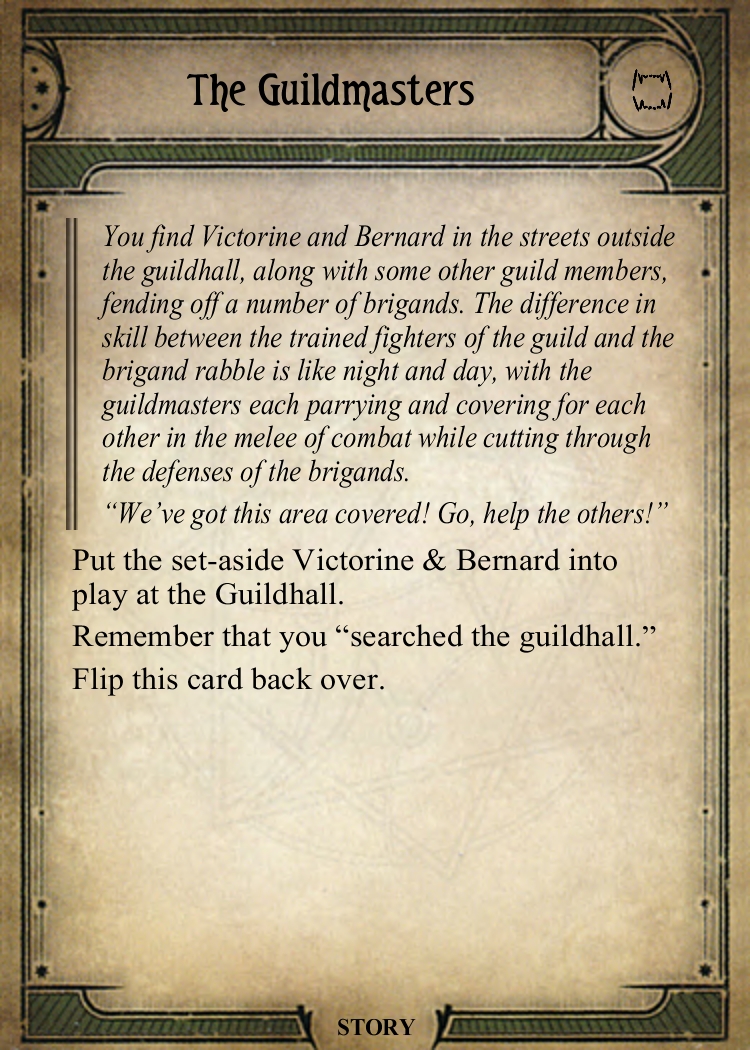 The Guildmasters
You find Victorine and Bernard in the streets outside
the guildhall, along with some other guild members,
fending off a number of brigands. The difference in
skill between the trained fighters of the guild and the
brigand rabble is like night and day, with the
guildmasters each parrying and covering for each
other in the melee of combat while cutting through
the defenses of the brigands.
“We’ve got this area covered! Go, help the others!”
Put the set-aside Victorine & Bernard into
play at the Guildhall.
Remember that you “searched the guildhall.”
Flip this card back over.
STORY